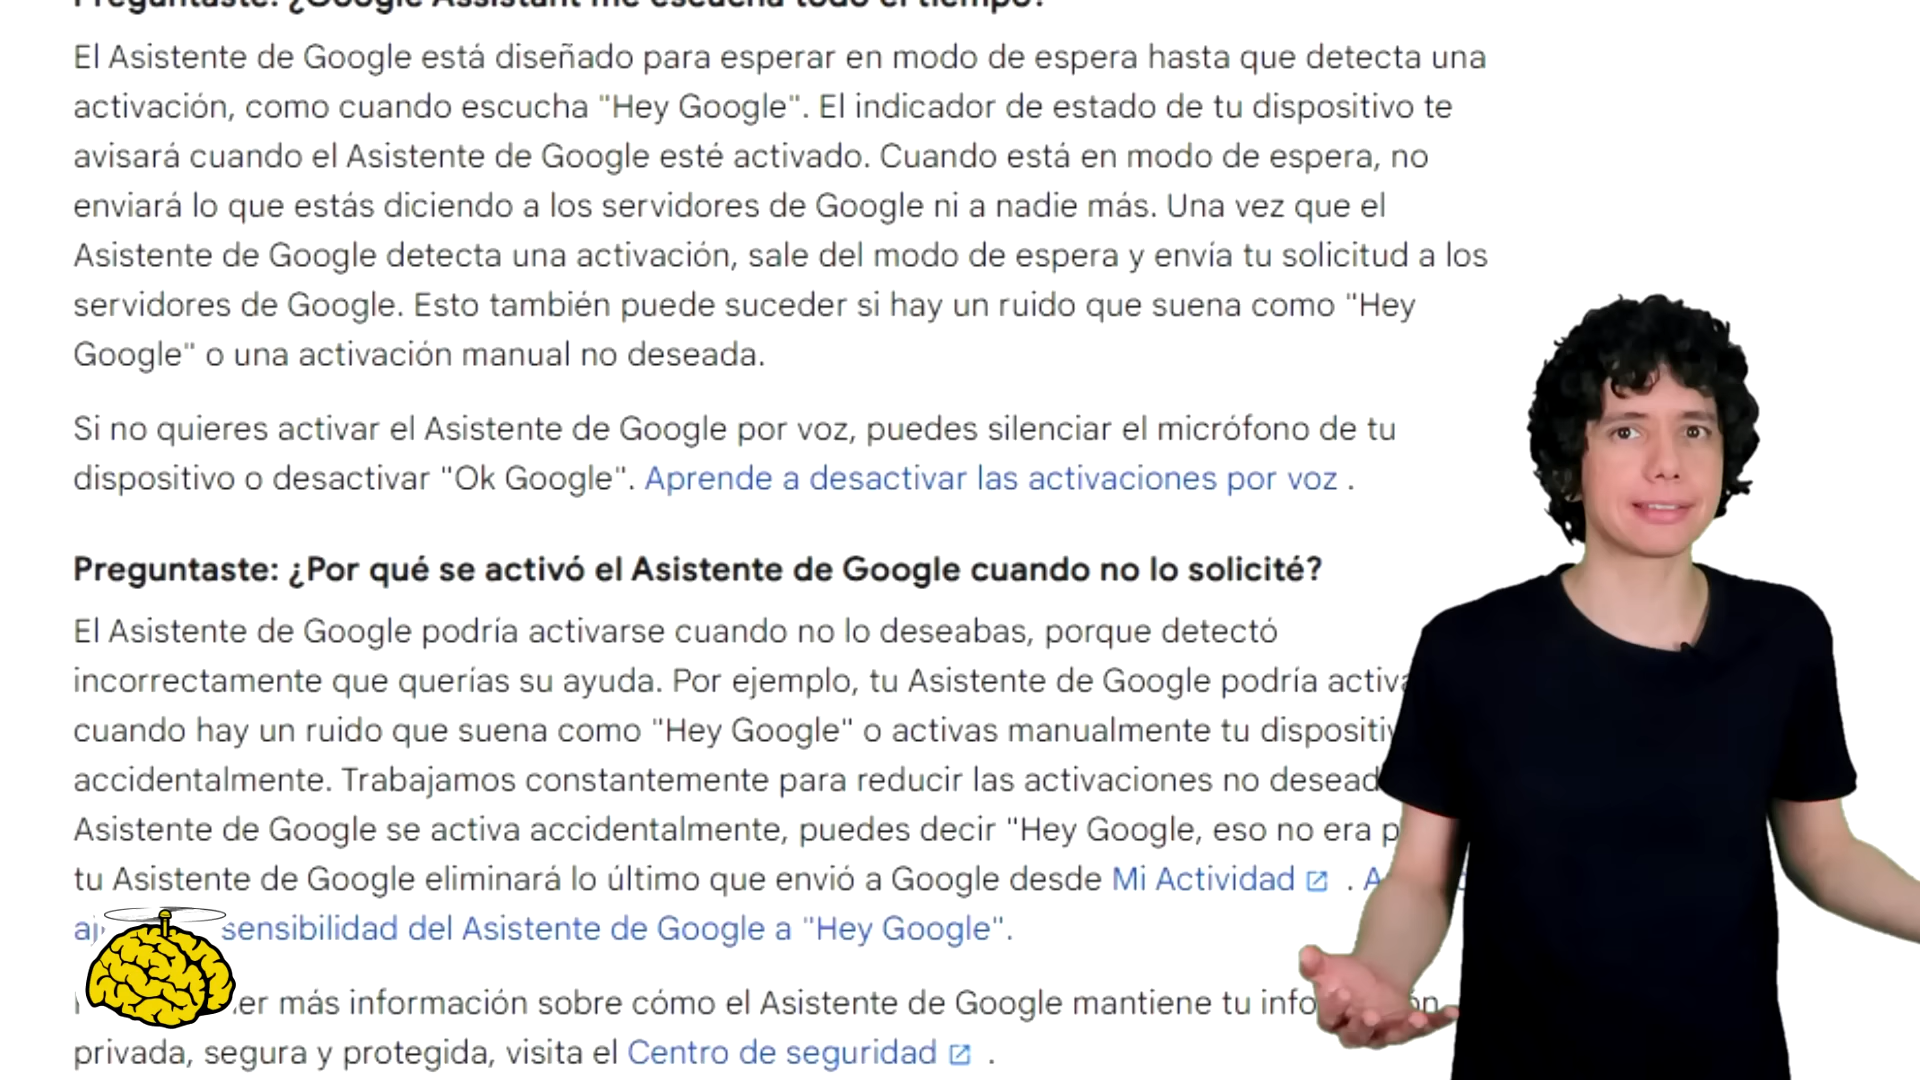 Preguntaste: ¿Google Assistant me escucha todo el tiempo?
El Asistente de Google está diseñado para esperar en modo de espera hasta que detecta una
activación, como cuando escucha "Hey Google". El indicador de estado de tu dispositivo te
avisará cuando el Asistente de Google esté activado. Cuando está en modo de espera, no
enviará lo que estás diciendo a los servidores de Google ni a nadie más. Una vez que el
Asistente de Google detecta una activación, sale del modo de espera y envía tu solicitud a los
servidores de Google. Esto también puede suceder si hay un ruido que suena como "Hey
Google" o una activación manual no deseada.
Si no quieres activar el Asistente de Google por voz, puedes silenciar el micrófono de tu
dispositivo o desactivar "Ok Google". Aprende a desactivar las activaciones por voz .
Preguntaste: ¿Por qué se activó el Asistente de Google cuando no lo solicité?
El Asistente de Google podría activarse cuando no lo deseabas, porque detectó
incorrectamente que querías su ayuda. Por ejemplo, tu Asistente de Google podría
cuando hay un ruido que suena como "Hey Google" o activas manualmente tu
accidentalmente. Trabajamos constantemente para reducir las activaciones no
Asistente de Google se activa accidentalmente, puedes decir "Hey Google, eso no era
tu Asistente de Google eliminará lo último que envió a Google desde Mi Actividad .
sensibilidad del Asistente de Google a "Hey Google".
más información sobre cómo el Asistente de Google mantiene tu
privada, segura y protegida, visita el Centro de seguridad .